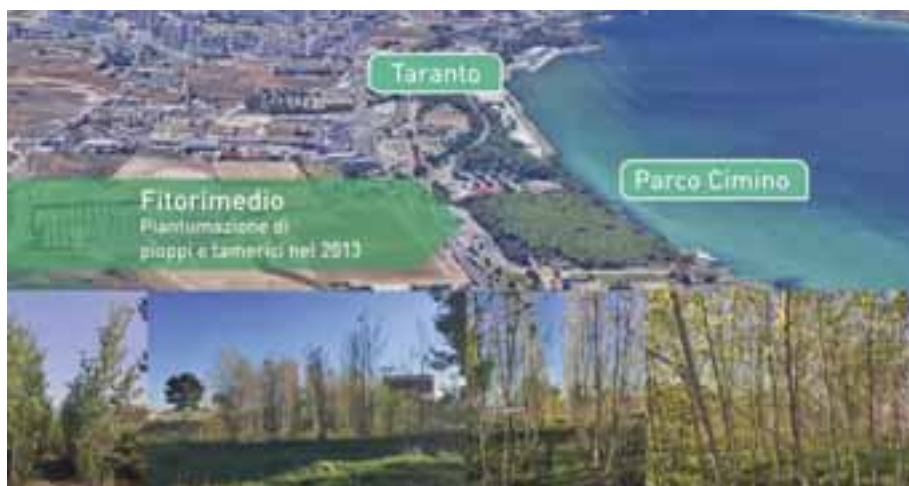 Taranto
Parco Cimino
Fitorimedio
Piantumazione di
pioppi e tamerici nel 2013